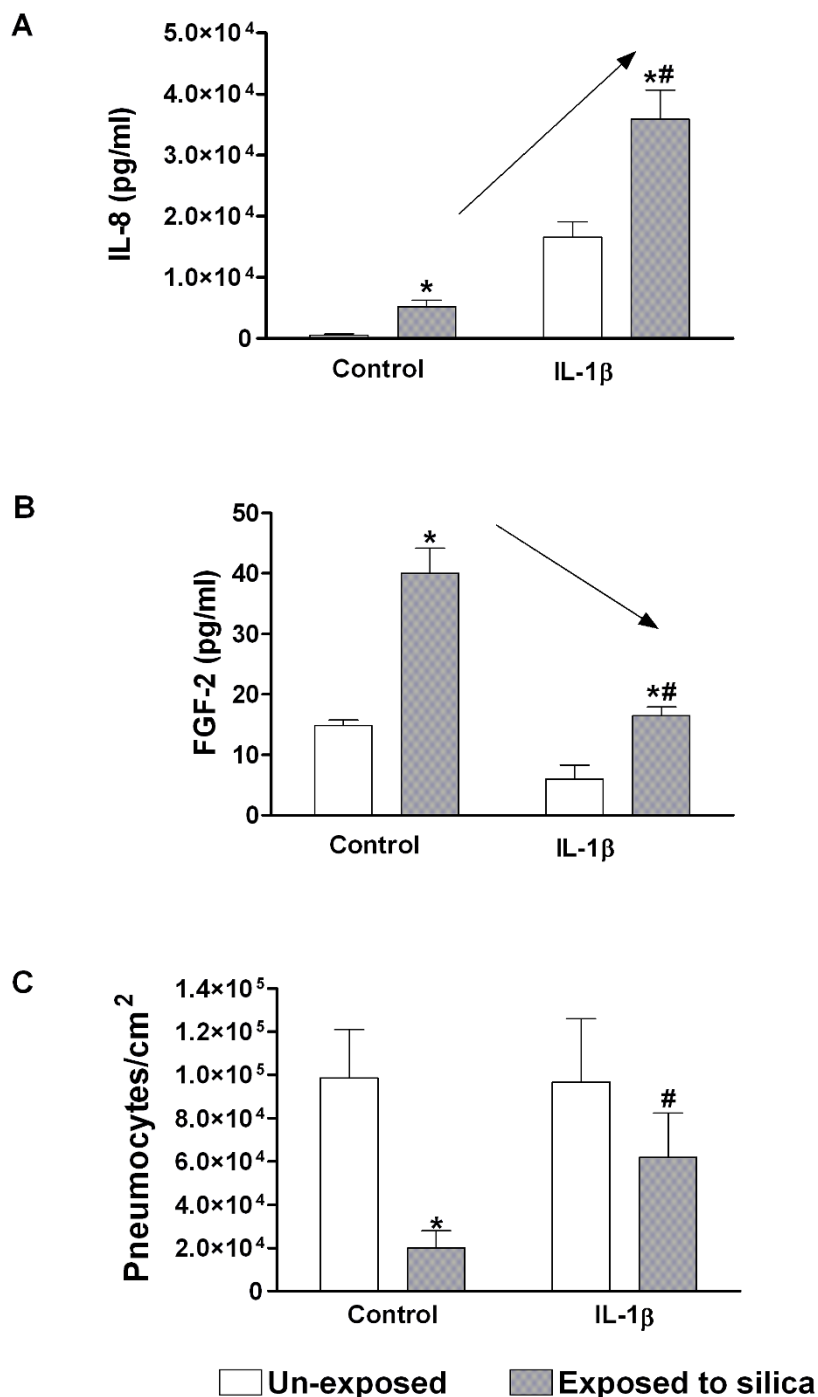 A
IL-8 (pg/ml)
5.0×10⁴
4.0×10⁴
3.0×10⁴
2.0×10⁴
1.0×10⁴
0
*
*#
Control
IL-1β
B
FGF-2 (pg/ml)
50
40
30
20
10
0
*
*#
Control
IL-1β
C
Pneumocytes/cm²
1.4×10⁵
1.2×10⁵
1.0×10⁵
8.0×10⁴
6.0×10⁴
4.0×10⁴
2.0×10⁴
0
*
#
Control
IL-1β
Un-exposed
Exposed to silica